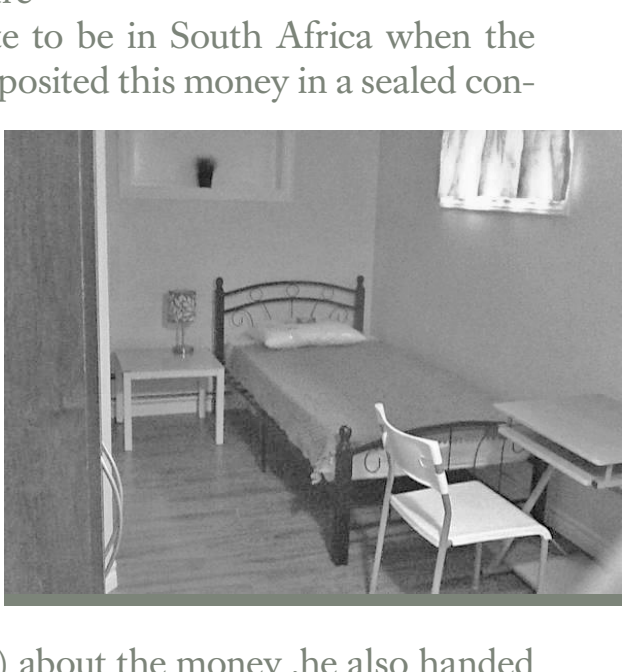 te to be in South Africa when the
posited this money in a sealed con-
) about the money ,he also handed